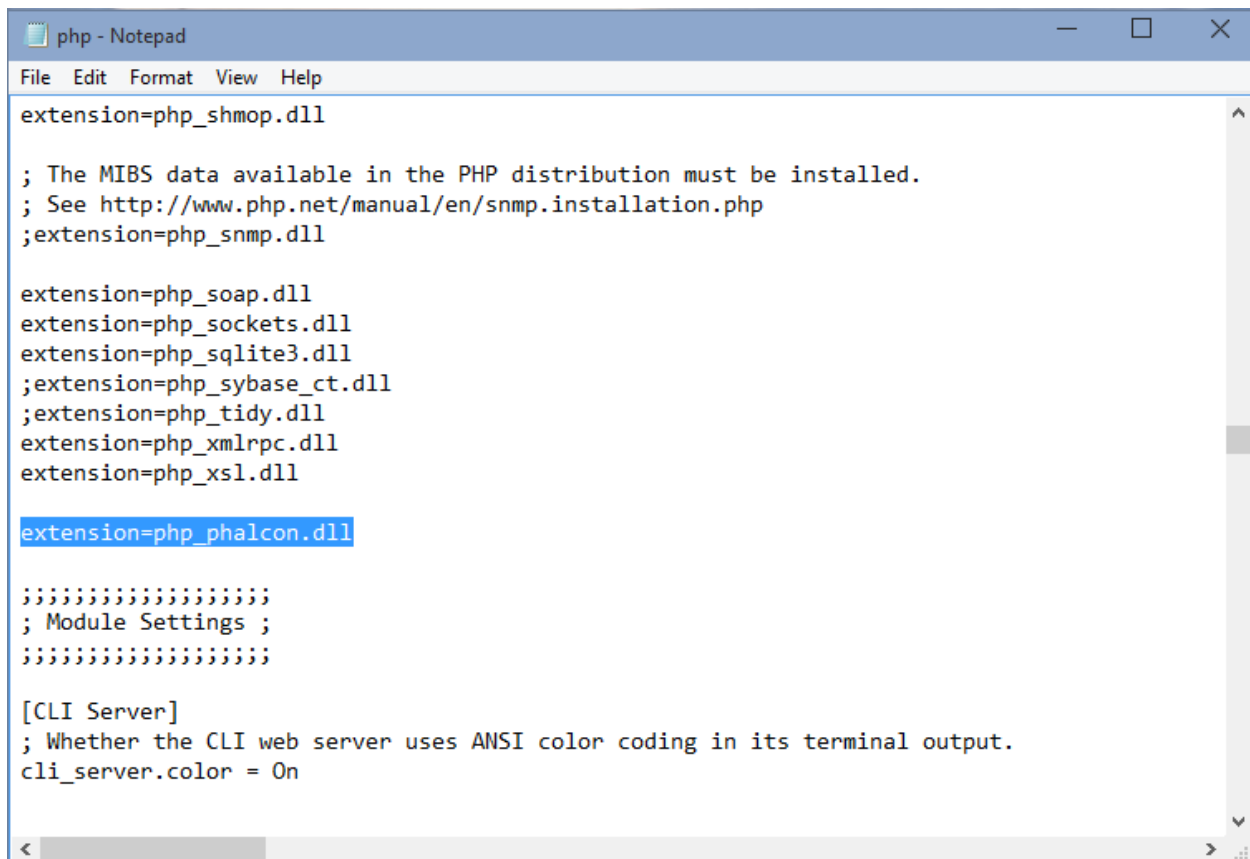 php - Notepad
File Edit Format View Help
extension=php_shmop.dll
; The MIBS data available in the PHP distribution must be installed.
; See http://www.php.net/manual/en/snmp.installation.php
;extension=php_snmp.dll
extension=php_soap.dll
extension=php_sockets.dll
extension=php_sqlite3.dll
;extension=php_sybase_ct.dll
;extension=php_tidy.dll
extension=php_xmlrpc.dll
extension=php_xsl.dll
extension=php_phalcon.dll
;;;;;;;;;;;;;;;;;;;
; Module Settings ;
;;;;;;;;;;;;;;;;;;;
[CLI Server]
; Whether the CLI web server uses ANSI color coding in its terminal output.
cli_server.color = On